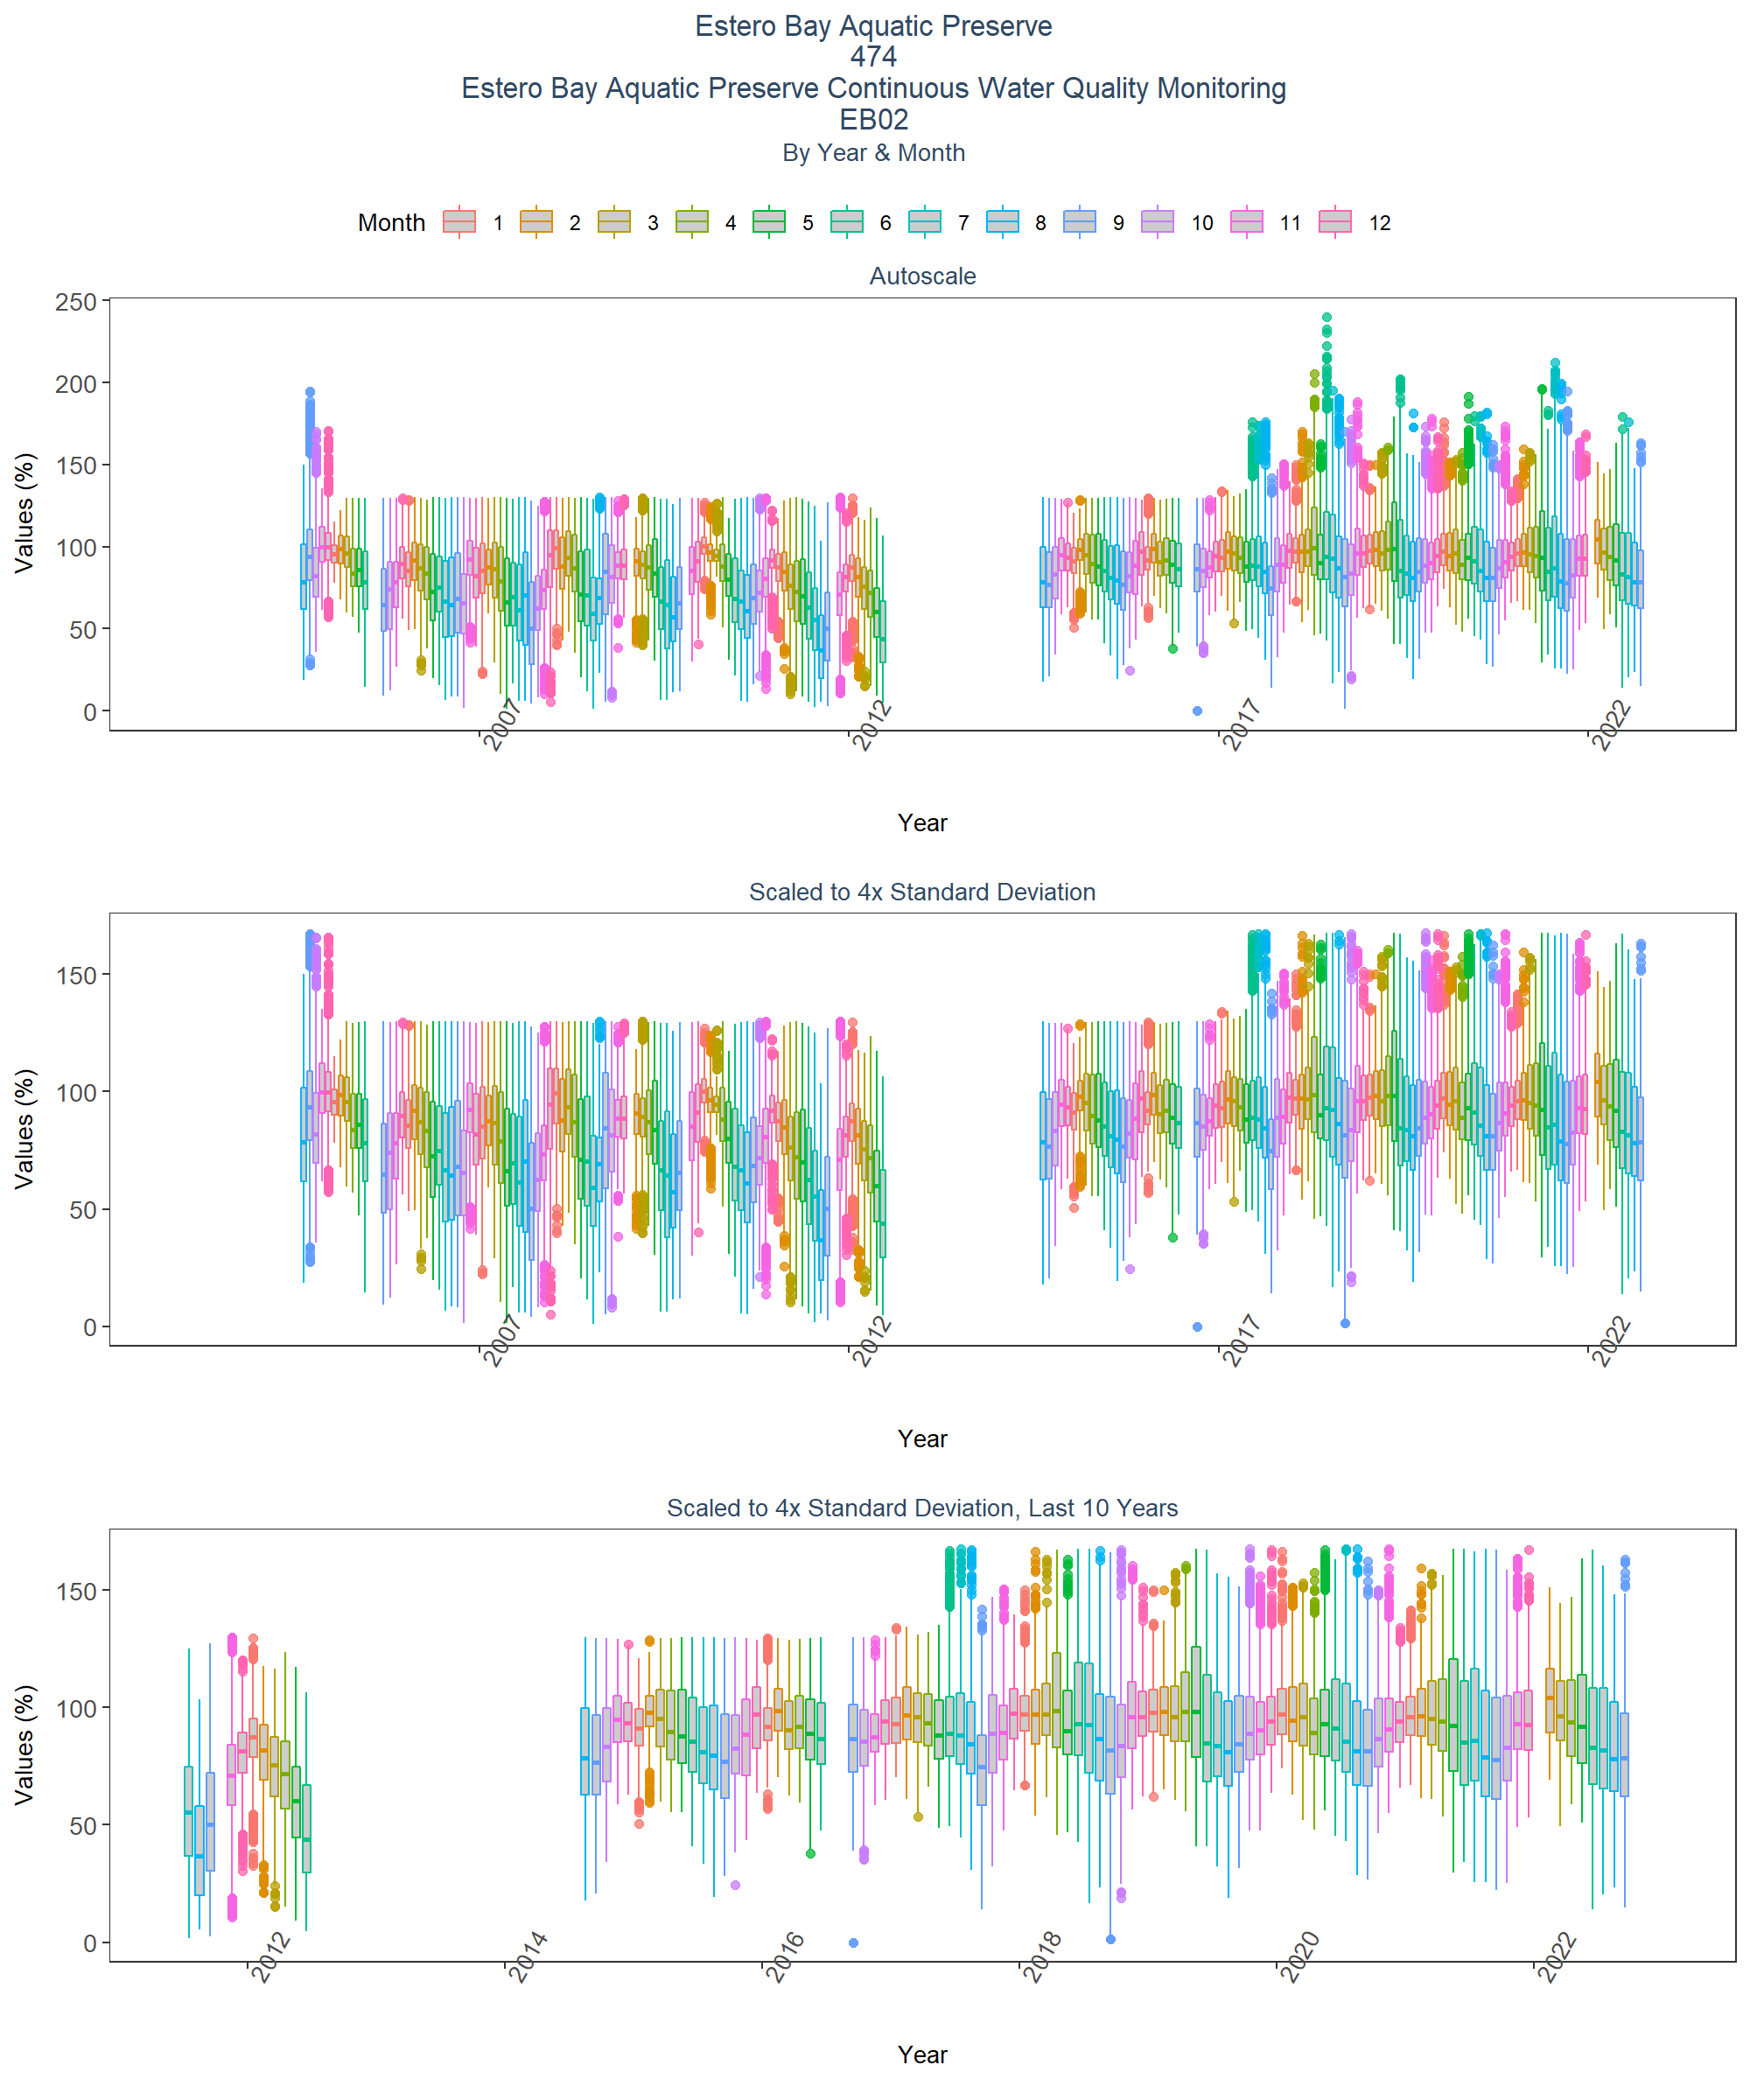 Estero Bay Aquatic Preserve
474
Estero Bay Aquatic Preserve Continuous Water Quality Monitoring
EB02
By Year & Month
Month 1 2 3 4 5 6 7 8 9 10 11 12
Autoscale
Values (%)
250
200
150
100
50
0
2007 2012 2017 2022
Year
Scaled to 4x Standard Deviation
Values (%)
150
100
50
0
2007 2012 2017 2022
Year
Scaled to 4x Standard Deviation, Last 10 Years
Values (%)
150
100
50
0
2012 2014 2016 2018 2020 2022
Year